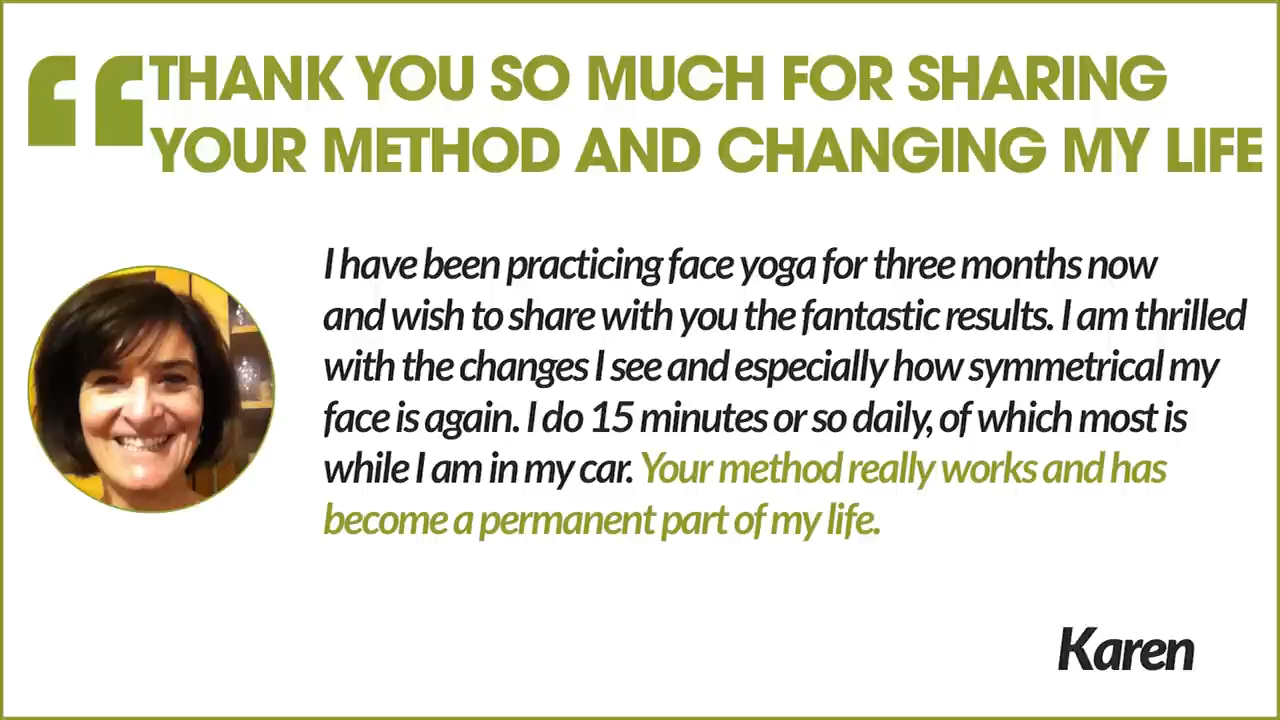 “THANK YOU SO MUCH FOR SHARING
YOUR METHOD AND CHANGING MY LIFE
I have been practicing face yoga for three months now
and wish to share with you the fantastic results. I am thrilled
with the changes I see and especially how symmetrical my
face is again. I do 15 minutes or so daily, of which most is
while I am in my car. Your method really works and has
become a permanent part of my life.
Karen